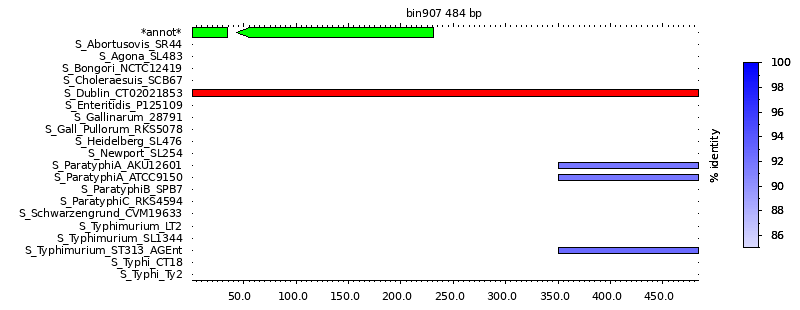 bin907 484 bp
*annot*
S_Abortusovis_SR44
S_Agona_SL483
S_Bongori_NCTC12419
S_Choleraesuis_SCB67
S_Dublin_CT02021853
S_Enteritidis_P125109
S_Gallinarum_28791
S_Gall_Pullorum_RKS5078
S_Heidelberg_SL476
S_Newport_SL254
S_ParatyphiA_AKU12601
S_ParatyphiA_ATCC9150
S_ParatyphiB_SPB7
S_ParatyphiC_RKS4594
S_Schwarzengrund_CVM19633
S_Typhimurium_LT2
S_Typhimurium_SL1344
S_Typhimurium_ST313_AGEnt
S_Typhi_CT18
S_Typhi_Ty2
50.0 100.0 150.0 200.0 250.0 300.0 350.0 400.0 450.0
% identity
100
98
96
94
92
90
88
86